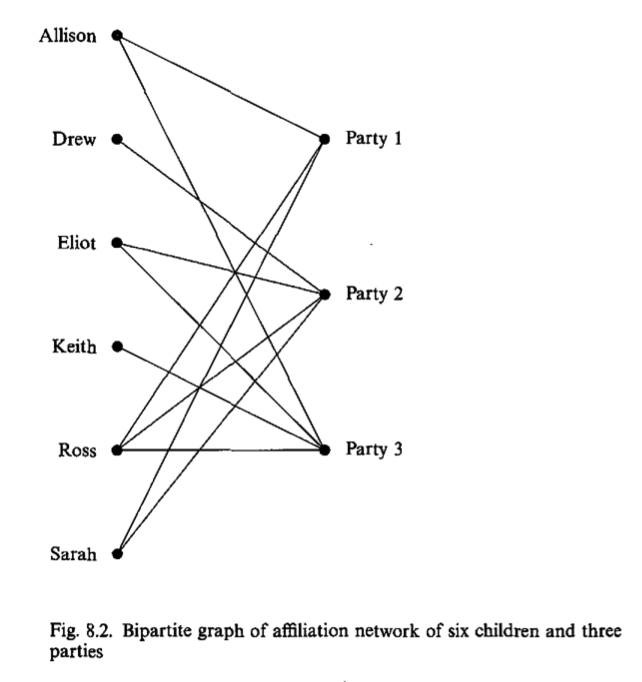 Allison
Drew
Party 1
Eliot
Party 2
Keith
Ross
Party 3
Sarah
Fig. 8.2. Bipartite graph of affiliation network of six children and three
parties